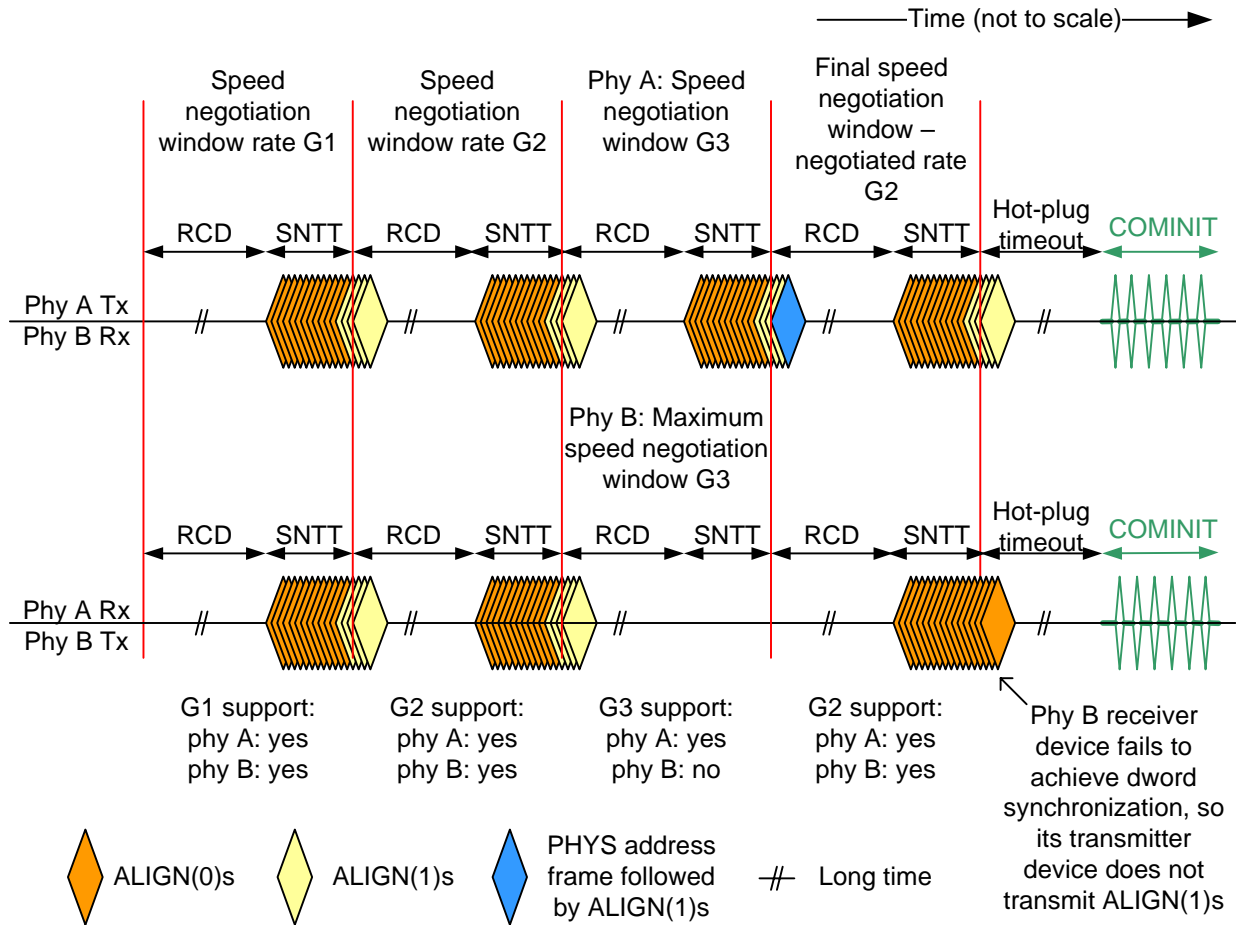 Time (not to scale)
Speed
negotiation
window rate G1
Speed
negotiation
window rate G2
Phy A: Speed
negotiation
window G3
Final speed
negotiation
window –
negotiated rate
G2
RCD
SNTT
RCD
SNTT
RCD
SNTT
RCD
SNTT
Hot-plug
timeout
COMINIT
Phy A Tx
Phy B Rx
Phy B: Maximum
speed negotiation
window G3
RCD
SNTT
RCD
SNTT
RCD
SNTT
RCD
SNTT
Hot-plug
timeout
COMINIT
Phy A Rx
Phy B Tx
G1 support:
phy A: yes
phy B: yes
G2 support:
phy A: yes
phy B: yes
G3 support:
phy A: yes
phy B: no
G2 support:
phy A: yes
phy B: yes
Phy B receiver
device fails to
achieve dword
synchronization, so
its transmitter
device does not
transmit ALIGN(1)s
ALIGN(0)s
ALIGN(1)s
PHYS address
frame followed
by ALIGN(1)s
Long time